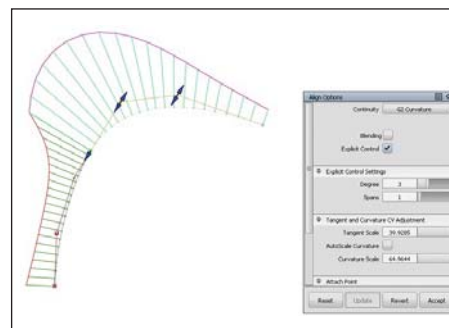 Align Options
Continuity G2-Curvature
Blending
Explicit Control
Explicit Control Settings
Degree 3
Spans 1
Tangent and Curvature CV Adjustment
Tangent Scale 39.9285
AutoScale Curvature
Curvature Scale 64.9644
Attach Point
Reset Update Revert Accept